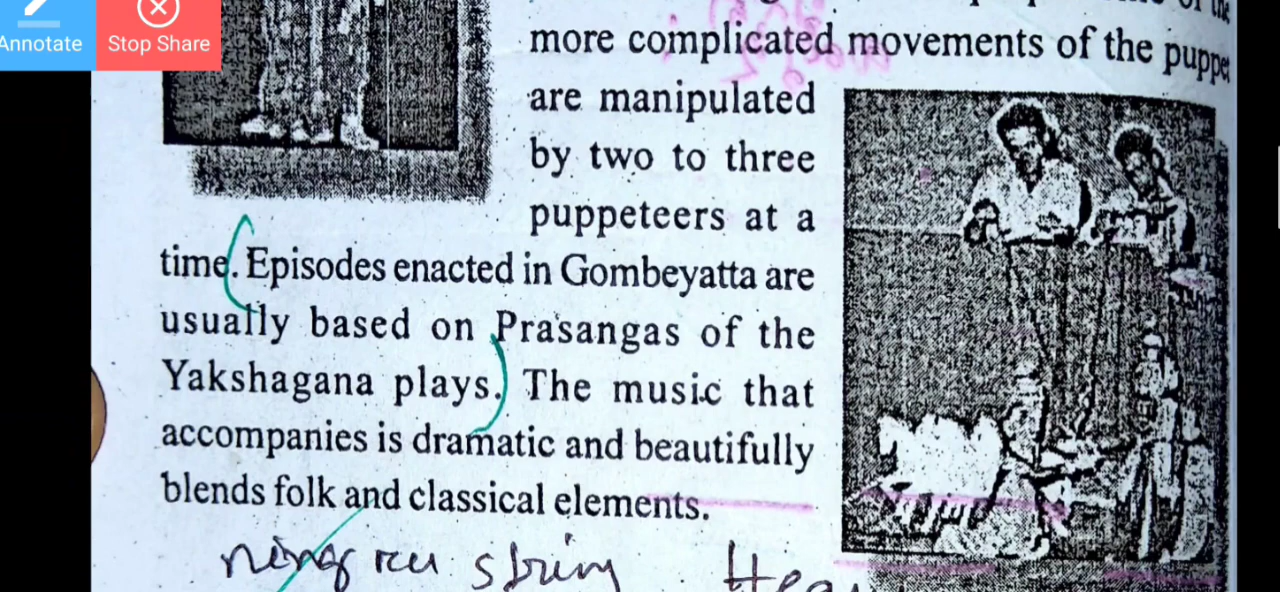 Annotate
Stop Share
more complicated movements of the puppet
are manipulated
by two to three
puppeteers at a
time. Episodes enacted in Gombeyatta are
usually based on Prasangas of the
Yakshagana plays. The music that
accompanies is dramatic and beautifully
blends folk and classical elements.
string